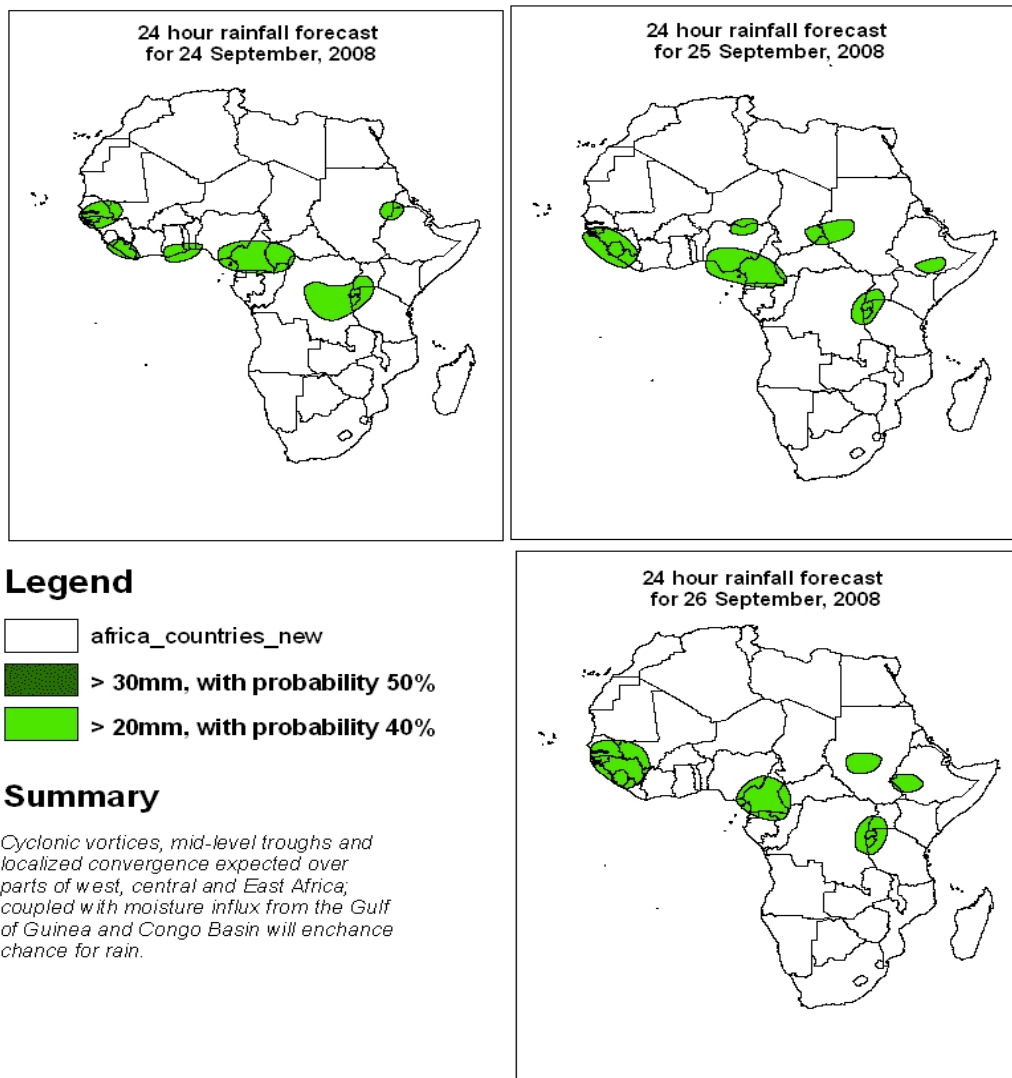 24 hour rainfall forecast
for 24 September, 2008
24 hour rainfall forecast
for 25 September, 2008
Legend
africa_countries_new
> 30mm, with probability 50%
> 20mm, with probability 40%
Summary
Cyclonic vortices, mid-level troughs and
localized convergence expected over
parts of west, central and East Africa;
coupled with moisture influx from the Gulf
of Guinea and Congo Basin will enchance
chance for rain.
24 hour rainfall forecast
for 26 September, 2008